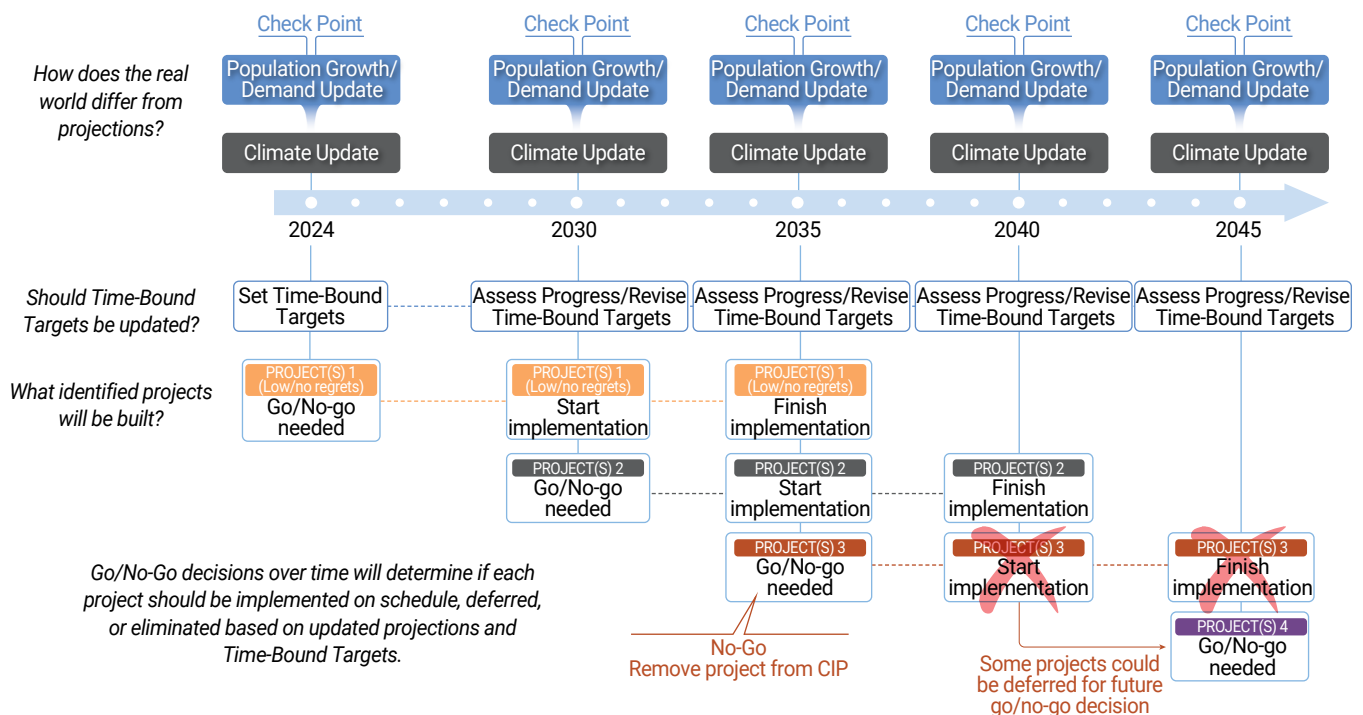 Check Point
Check Point
Check Point
Check Point
Check Point
How does the real
world differ from
projections?
Population Growth/
Demand Update
Population Growth/
Demand Update
Population Growth/
Demand Update
Population Growth/
Demand Update
Population Growth/
Demand Update
Climate Update
Climate Update
Climate Update
Climate Update
Climate Update
2024
2030
2035
2040
2045
Should Time-Bound
Targets be updated?
Set Time-Bound
Targets
Assess Progress/Revise
Time-Bound Targets
Assess Progress/Revise
Time-Bound Targets
Assess Progress/Revise
Time-Bound Targets
Assess Progress/Revise
Time-Bound Targets
What identified projects
will be built?
PROJECT(S) 1
(Low/no regrets)
Go/No-go
needed
PROJECT(S) 1
(Low/no regrets)
Start
implementation
PROJECT(S) 1
(Low/no regrets)
Finish
implementation
PROJECT(S) 2
Go/No-go
needed
PROJECT(S) 2
Start
implementation
PROJECT(S) 2
Finish
implementation
PROJECT(S) 3
Go/No-go
needed
PROJECT(S) 3
Start
implementation
PROJECT(S) 3
Finish
implementation
Go/No-Go decisions over time will determine if each
project should be implemented on schedule, deferred,
or eliminated based on updated projections and
Time-Bound Targets.
No-Go
Remove project from CIP
Some projects could
be deferred for future
go/no-go decision
PROJECT(S) 4
Go/No-go
needed